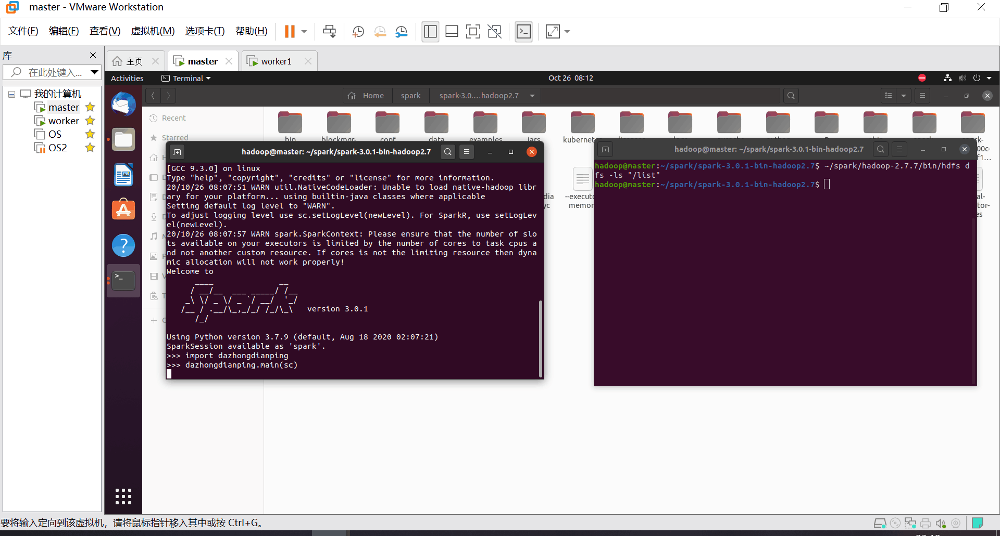 master - VMware Workstation
文件(F) 编辑(E) 查看(V) 虚拟机(M) 选项卡(T) 帮助(H)
库
在此处键入...
我的计算机
master
worker
OS
OS2
主页 master worker1
Activities Terminal Oct 26 08:12
Home spark spark-3.0....hadoop2.7
Recent
Starred
bin blockmgr- conf data examples jars kubernet
hadoop@master: ~/spark/spark-3.0.1-bin-hadoop2.7
[GCC 9.3.0] on linux
Type "help", "copyright", "credits" or "license" for more information.
20/10/26 08:07:51 WARN util.NativeCodeLoader: Unable to load native-hadoop libr
ary for your platform... using builtin-java classes where applicable
Setting default log level to "WARN".
To adjust logging level use sc.setLogLevel(newLevel). For SparkR, use setLogLev
el(newLevel).
20/10/26 08:07:57 WARN spark.SparkContext: Please ensure that the number of slo
ts available on your executors is limited by the number of cores to task cpus a
nd not another custom resource. If cores is not the limiting resource then dyna
mic allocation will not work properly!
Welcome to
Spark version 3.0.1
Using Python version 3.7.9 (default, Aug 18 2020 02:07:21)
SparkSession available as 'spark'.
>>> import dazhongdianping
>>> dazhongdianping.main(sc)
hadoop@master: ~/spark/spark-3.0.1-bin-hadoop2.7
hadoop@master:~/spark/spark-3.0.1-bin-hadoop2.7$ ~/spark/hadoop-2.7.7/bin/hdfs d
fs -ls "/list"
hadoop@master:~/spark/spark-3.0.1-bin-hadoop2.7$
--execut
memor
要将输入定向到该虚拟机，请将鼠标指针移入其中或按 Ctrl+G。